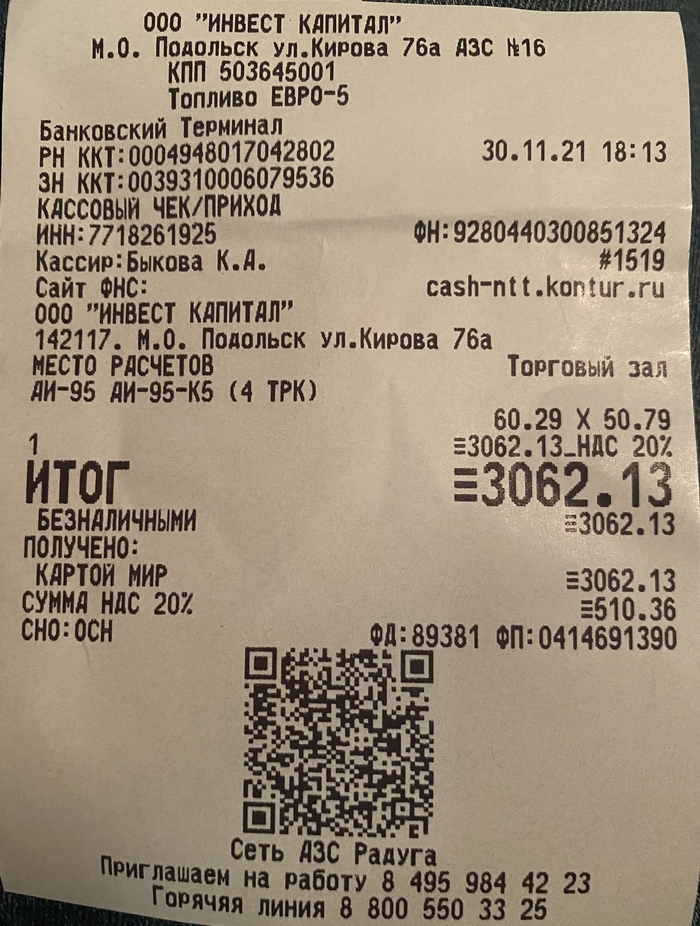 ООО "ИНВЕСТ КАПИТАЛ"
М.О. Подольск ул.Кирова 76а АЗС №16
КПП 503645001
Топливо ЕВРО-5
Банковский Терминал
РН ККТ:0004948017042802 30.11.21 18:13
ЗН ККТ:0039310006079536
КАССОВЫЙ ЧЕК/ПРИХОД
ИНН:7718261925 ФН:9280440300851324
Кассир:Быкова К.А. #1519
Сайт ФНС: cash-ntt.kontur.ru
ООО "ИНВЕСТ КАПИТАЛ"
142117. М.О. Подольск ул.Кирова 76а
МЕСТО РАСЧЕТОВ Торговый зал
АИ-95 АИ-95-К5 (4 ТРК)
60.29 X 50.79
1 ≡3062.13_НДС 20%
ИТОГ ≡3062.13
БЕЗНАЛИЧНЫМИ ≡3062.13
ПОЛУЧЕНО:
КАРТОЙ МИР ≡3062.13
СУММА НДС 20% ≡510.36
СНО:ОСН ФД:89381 ФП:0414691390
Сеть АЗС Радуга
Приглашаем на работу 8 495 984 42 23
Горячяя линия 8 800 550 33 25